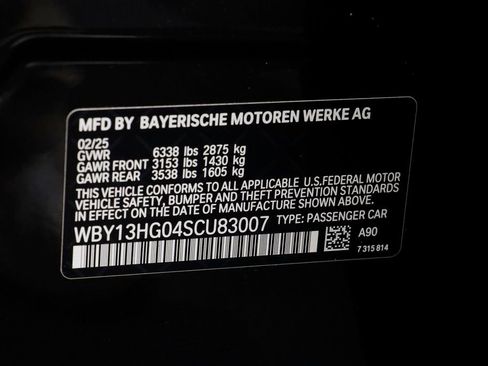 MFD BY BAYERISCHE MOTOREN WERKE AG
02/25
GVWR 6338 lbs 2875 kg
GAWR FRONT 3153 lbs 1430 kg
GAWR REAR 3538 lbs 1605 kg
THIS VEHICLE CONFORMS TO ALL APPLICABLE U.S.FEDERAL MOTOR
VEHICLE SAFETY, BUMPER AND THEFT PREVENTION STANDARDS IN
EFFECT ON THE DATE OF MANUFACTURE SHOWN ABOVE.
WBY13HG04SCU83007 TYPE: PASSENGER CAR
A90
7 315 814